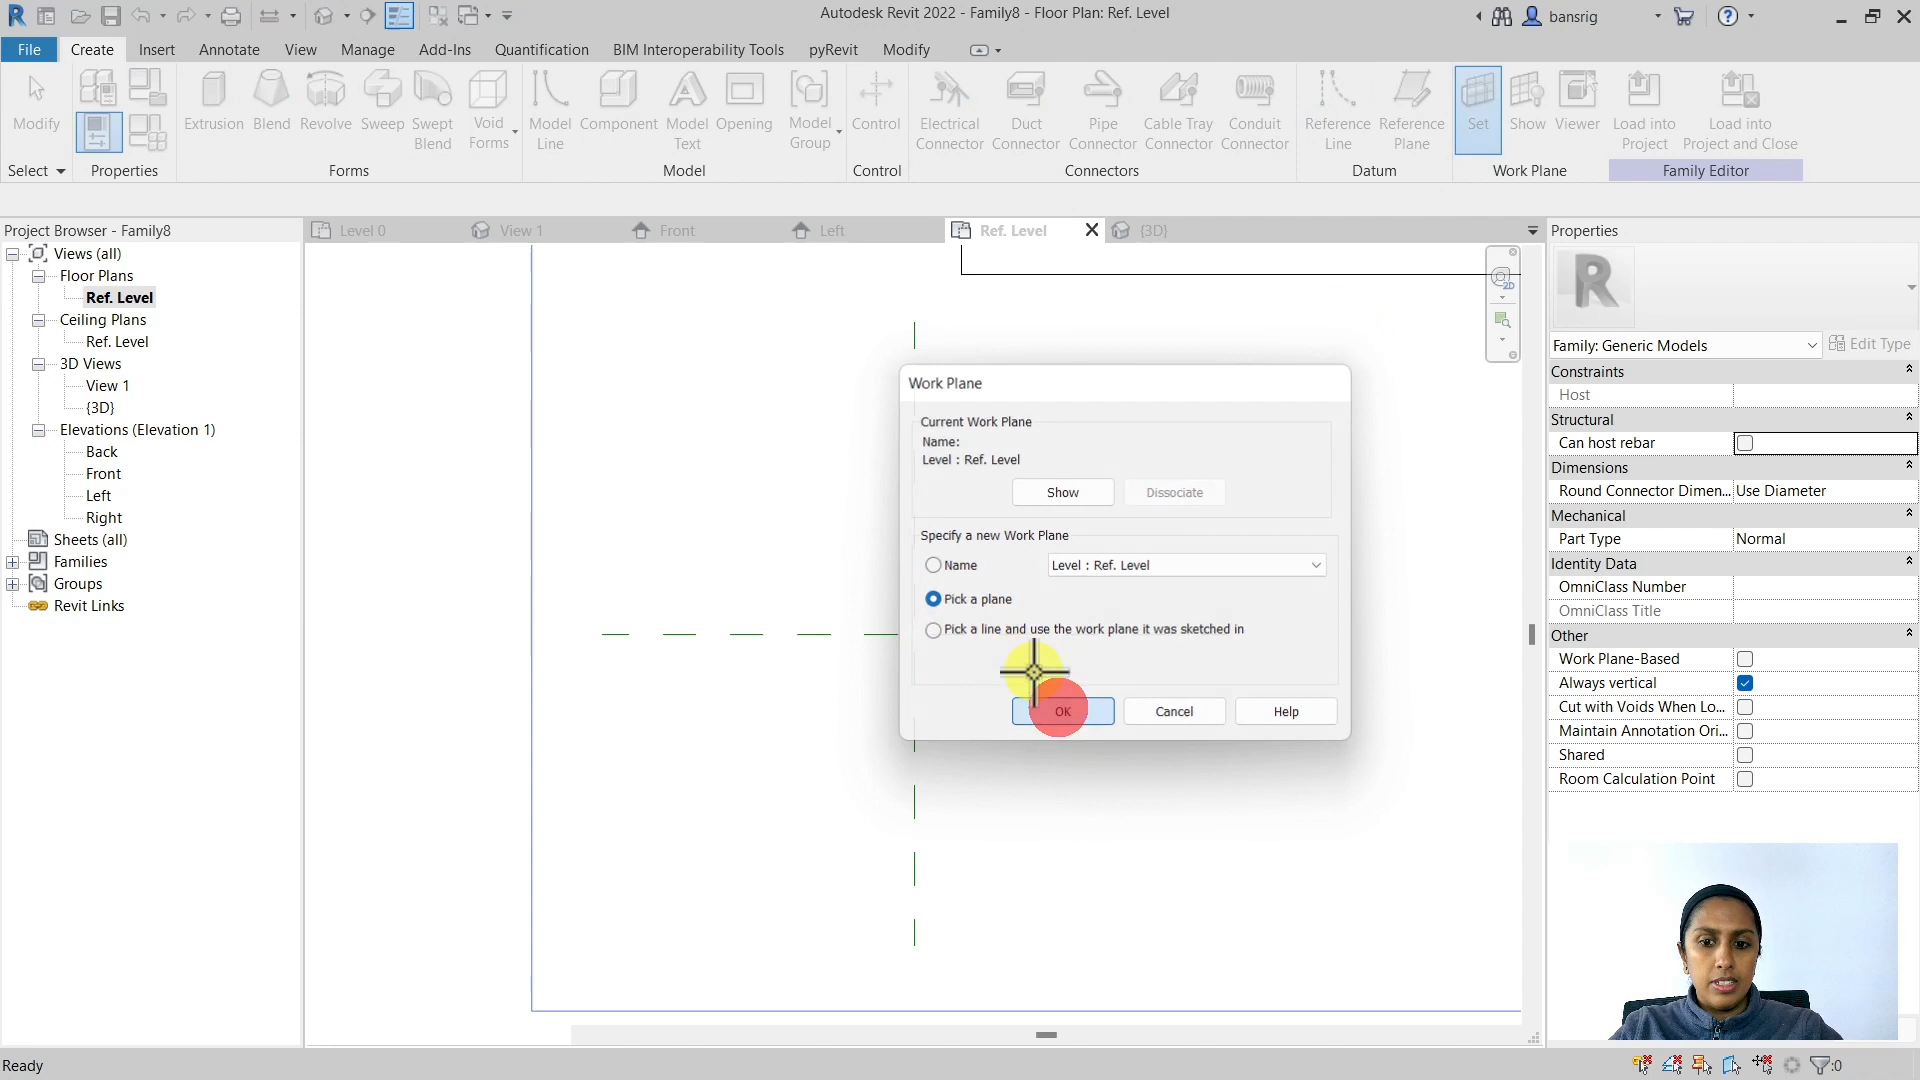 Autodesk Revit 2022 - Family8 - Floor Plan: Ref. Level
bansrig
File Create Insert Annotate View Manage Add-Ins Quantification BIM Interoperability Tools pyRevit Modify
Modify Extrusion Blend Revolve Sweep Swept Blend Void Forms Model Line Component Model Text Opening Model Group Control Electrical Connector Duct Connector Pipe Connector Cable Tray Connector Conduit Connector Reference Line Reference Plane Set Show Viewer Load into Project Load into Project and Close
Select Properties Forms Model Control Connectors Datum Work Plane Family Editor
Project Browser - Family8
Views (all)
Floor Plans
Ref. Level
Ceiling Plans
Ref. Level
3D Views
View 1
{3D}
Elevations (Elevation 1)
Back
Front
Left
Right
Sheets (all)
Families
Groups
Revit Links
Level 0 View 1 Front Left Ref. Level {3D}
2D
Work Plane
Current Work Plane
Name:
Level : Ref. Level
Show Dissociate
Specify a new Work Plane
Name Level : Ref. Level
Pick a plane
Pick a line and use the work plane it was sketched in
OK Cancel Help
Properties
R
Family: Generic Models Edit Type
Constraints
Host
Structural
Can host rebar
Dimensions
Round Connector Dimen... Use Diameter
Mechanical
Part Type Normal
Identity Data
OmniClass Number
OmniClass Title
Other
Work Plane-Based
Always vertical
Cut with Voids When Lo...
Maintain Annotation Ori...
Shared
Room Calculation Point
Ready
:0